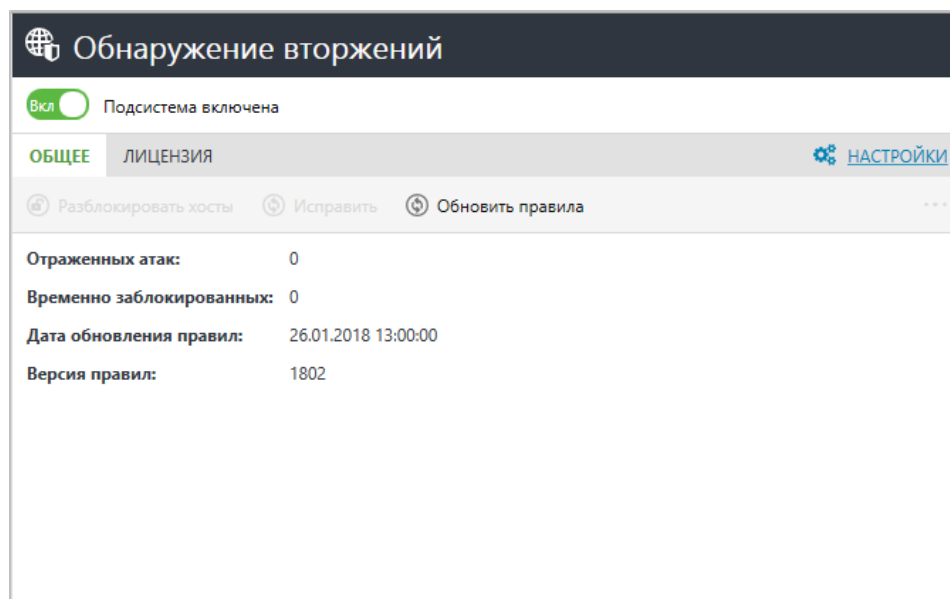 Обнаружение вторжений
Вкл Подсистема включена
ОБЩЕЕ ЛИЦЕНЗИЯ НАСТРОЙКИ
Разблокировать хосты Исправить Обновить правила ...
Отраженных атак: 0
Временно заблокированных: 0
Дата обновления правил: 26.01.2018 13:00:00
Версия правил: 1802